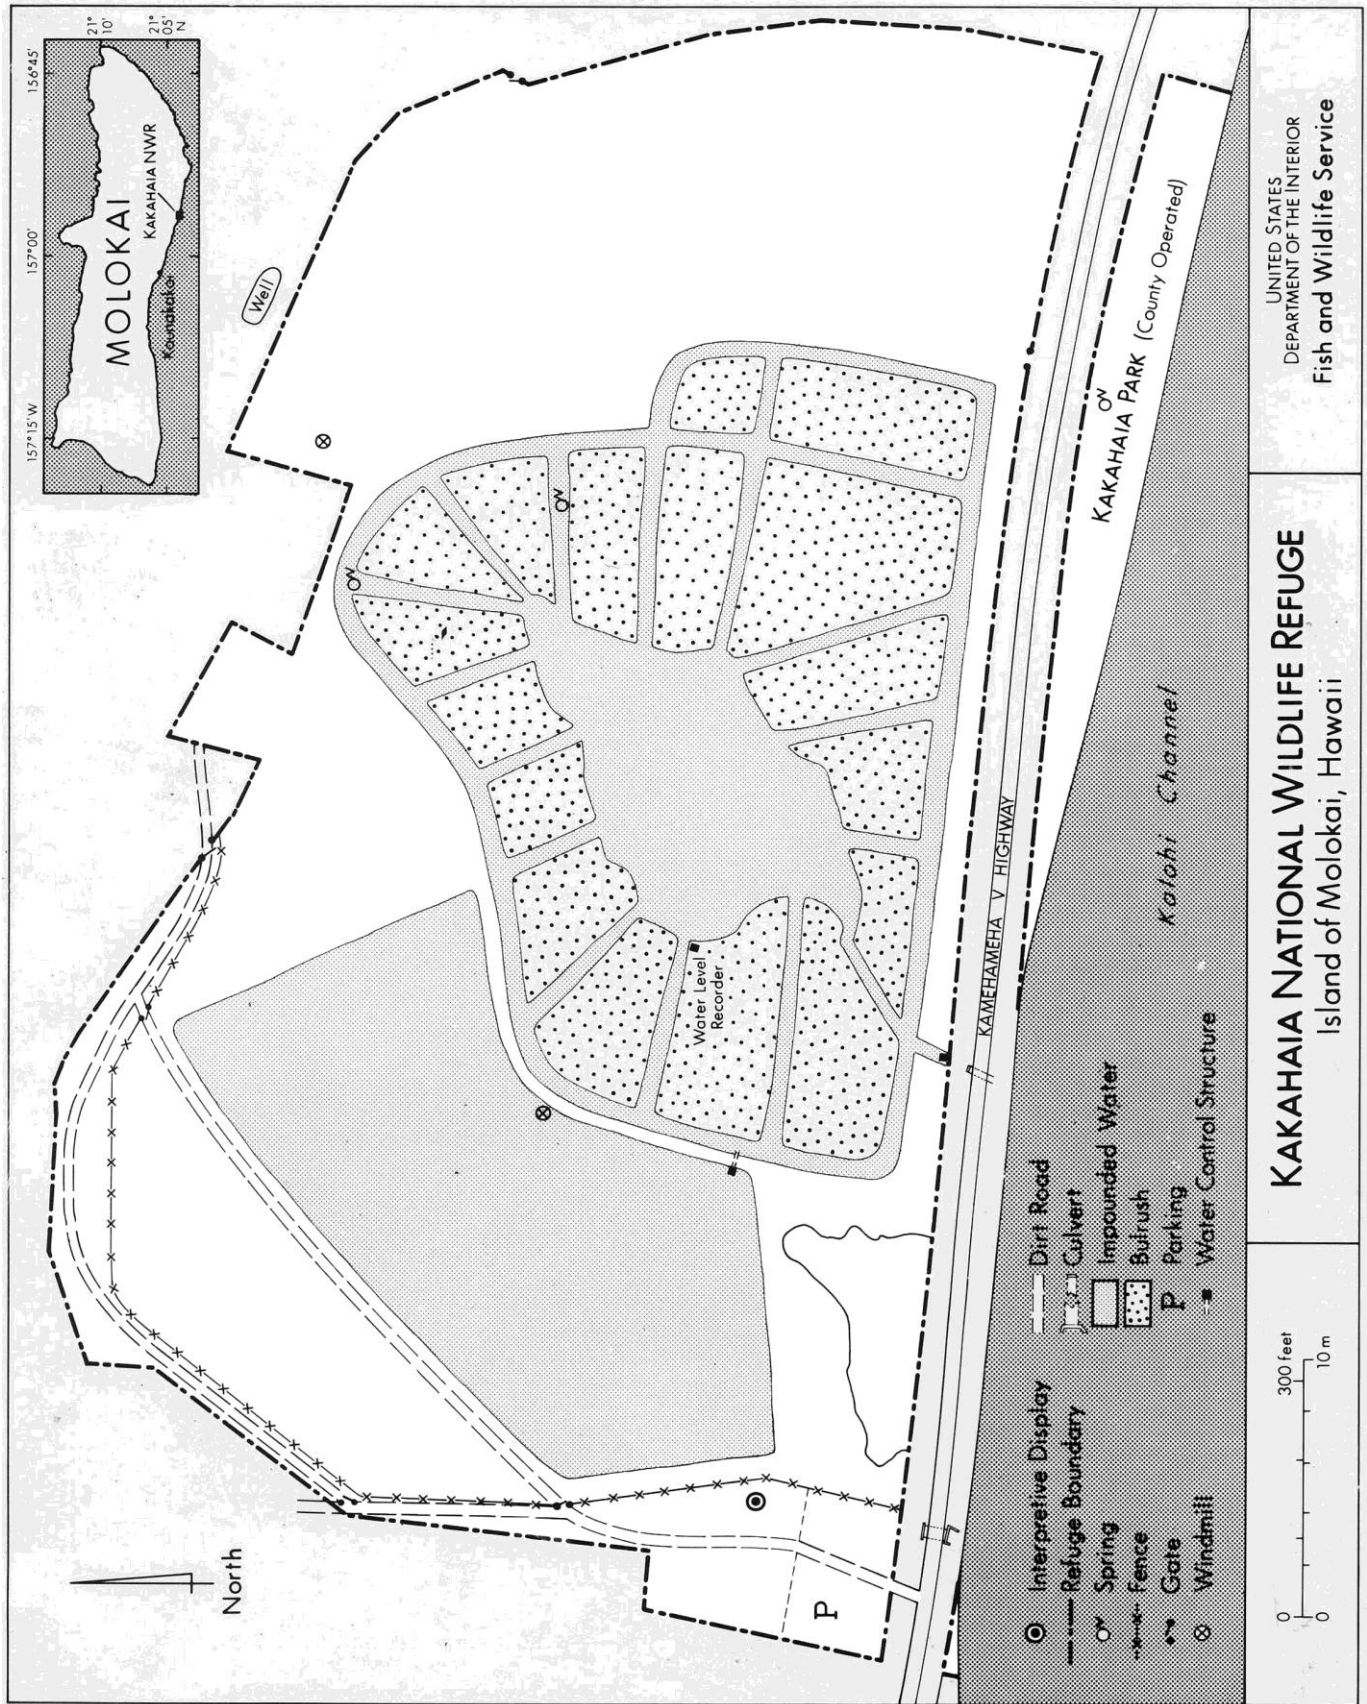 157°15'W
157°00'
156°45'
21°
10'
21°
05'
N
MOLOKAI
KAKAHAIA NWR
Kaunakakai
Well
North
Water Level
Recorder
P
KAMEHAMEHA V HIGHWAY
KAKAHAIA PARK (County Operated)
Kalohi Channel
Interpretive Display
Refuge Boundary
Spring
Fence
Gate
Windmill
Dirt Road
Culvert
Impounded Water
Bulrush
P Parking
Water Control Structure
0 300 feet
0 10 m
KAKAHAIA NATIONAL WILDLIFE REFUGE
Island of Molokai, Hawaii
UNITED STATES
DEPARTMENT OF THE INTERIOR
Fish and Wildlife Service